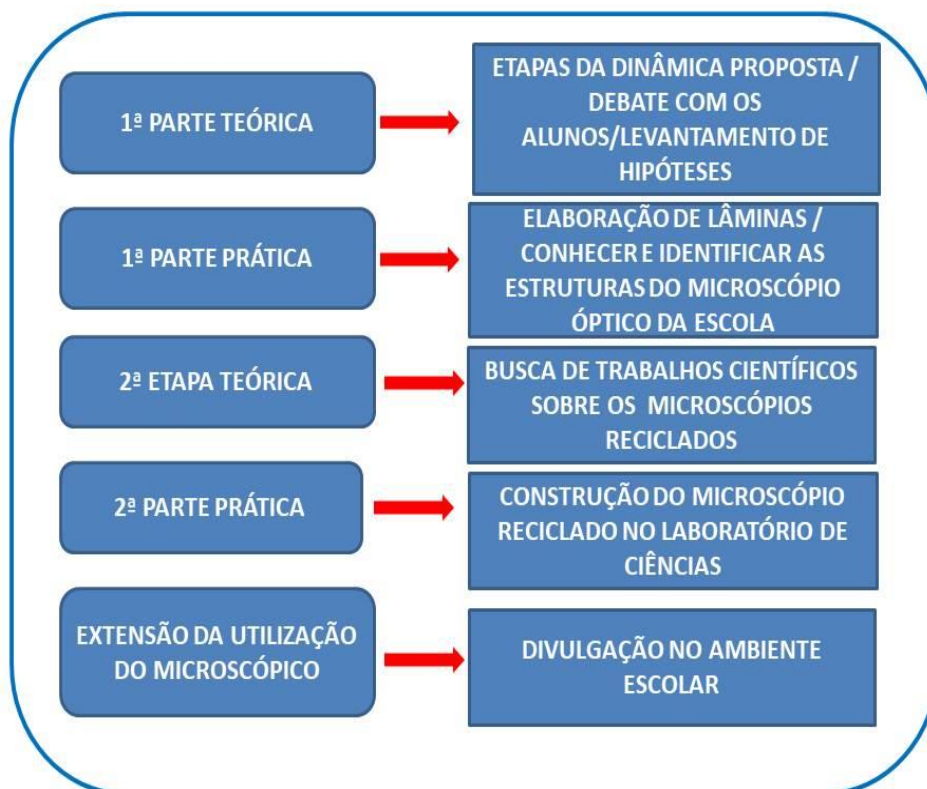 1ª PARTE TEÓRICA
ETAPAS DA DINÂMICA PROPOSTA /
DEBATE COM OS
ALUNOS/LEVANTAMENTO DE
HIPÓTESES
1ª PARTE PRÁTICA
ELABORAÇÃO DE LÂMINAS /
CONHECER E IDENTIFICAR AS
ESTRUTURAS DO MICROSCÓPIO
ÓPTICO DA ESCOLA
2ª ETAPA TEÓRICA
BUSCA DE TRABALHOS CIENTÍFICOS
SOBRE OS MICROSCÓPIOS
RECICLADOS
2ª PARTE PRÁTICA
CONSTRUÇÃO DO MICROSCÓPIO
RECICLADO NO LABORATÓRIO DE
CIÊNCIAS
EXTENSÃO DA UTILIZAÇÃO
DO MICROSCÓPICO
DIVULGAÇÃO NO AMBIENTE
ESCOLAR